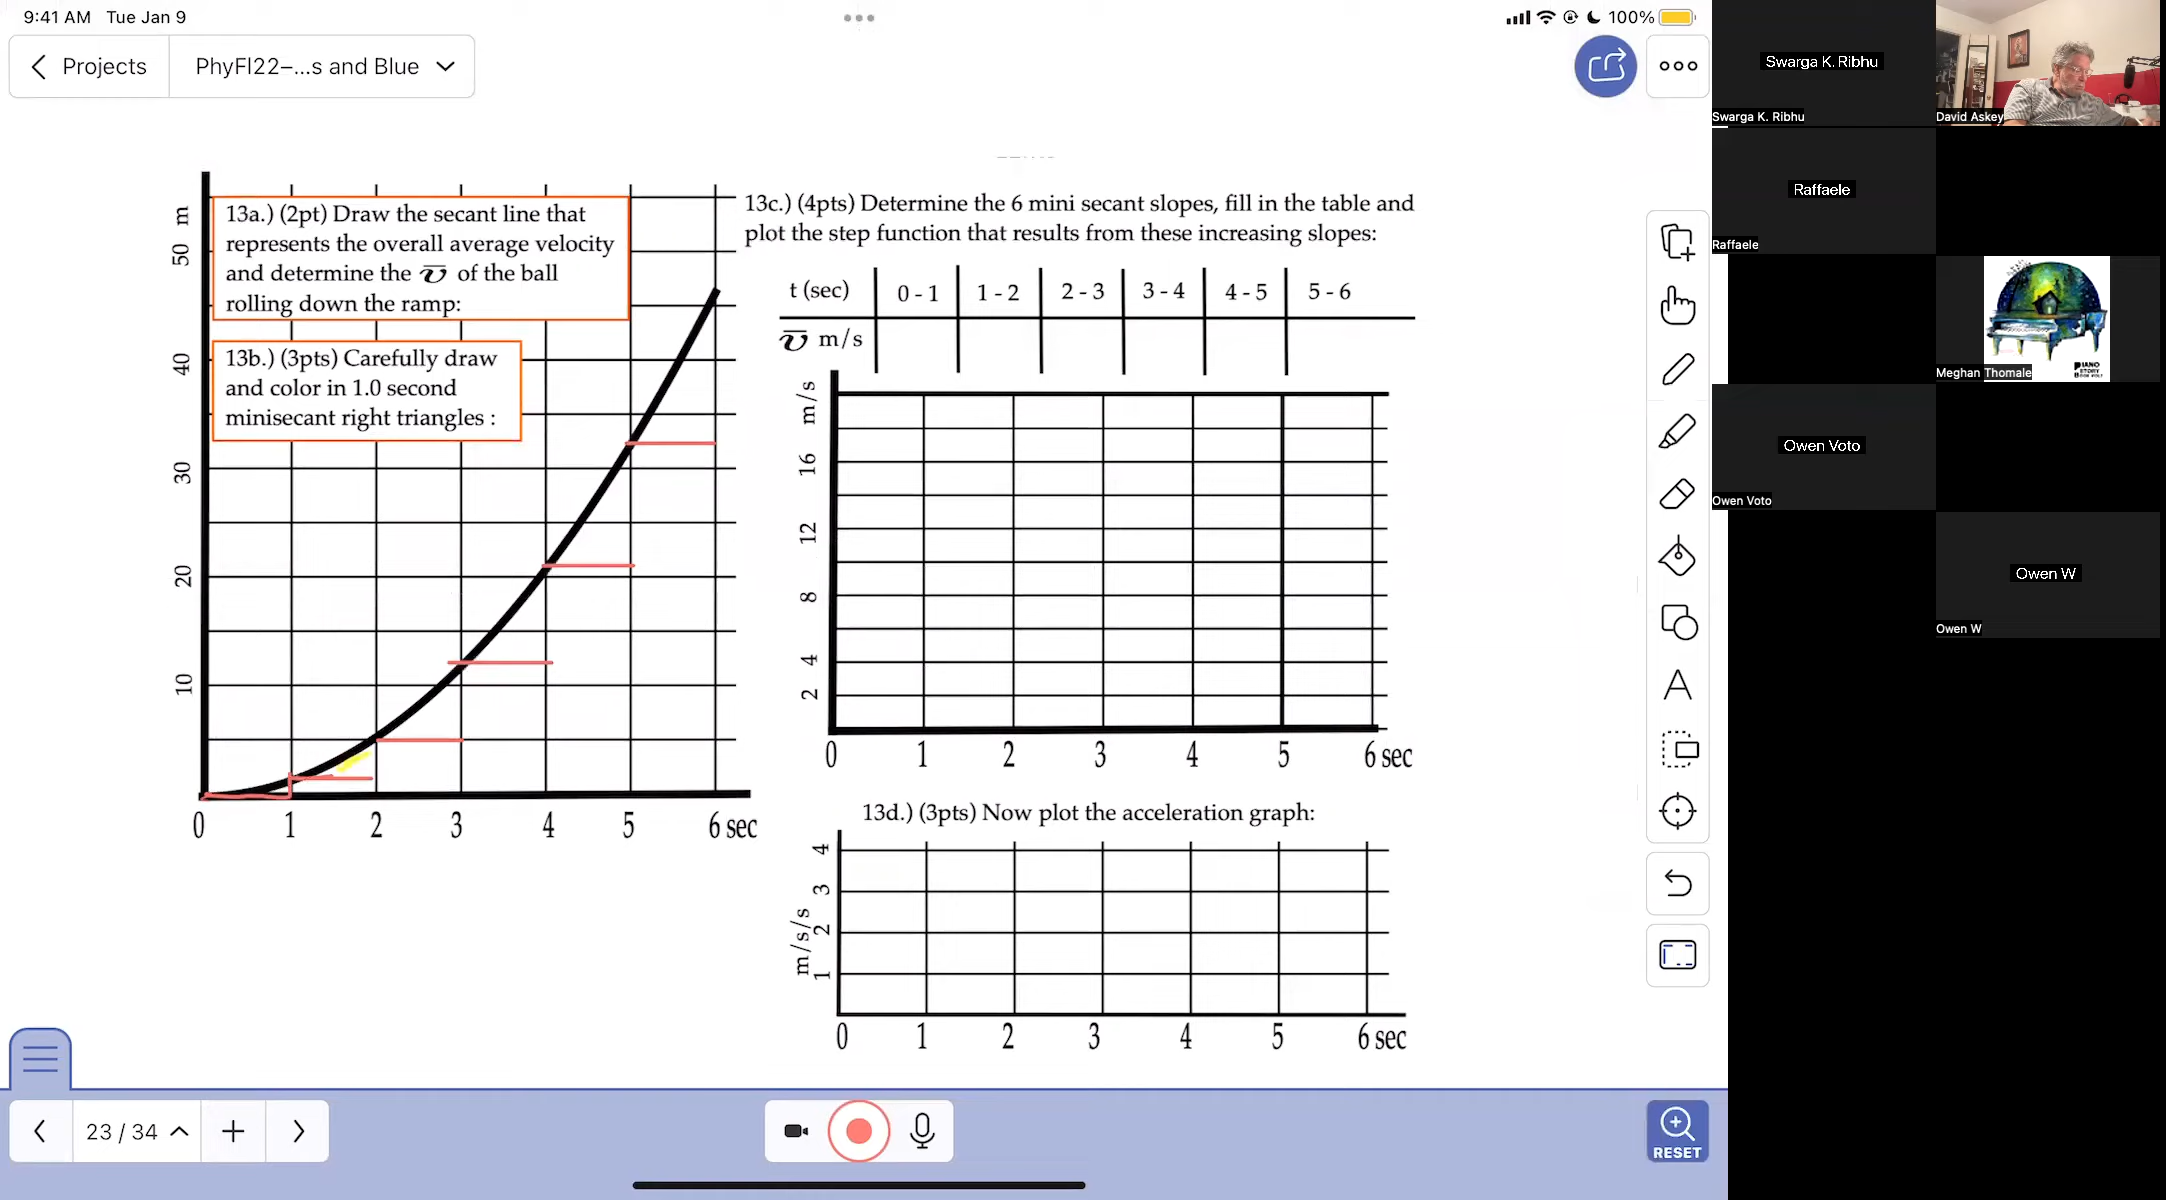 9:41 AM Tue Jan 9
100%
Projects
PhyFl22–...s and Blue
13a.) (2pt) Draw the secant line that
represents the overall average velocity
and determine the v̅ of the ball
rolling down the ramp:
13b.) (3pts) Carefully draw
and color in 1.0 second
minisecant right triangles :
m
50
40
30
20
10
0 1 2 3 4 5 6 sec
13c.) (4pts) Determine the 6 mini secant slopes, fill in the table and
plot the step function that results from these increasing slopes:
t (sec) 0 - 1 1 - 2 2 - 3 3 - 4 4 - 5 5 - 6
v̅ m/s
m/s
16
12
8
4
2
0 1 2 3 4 5 6 sec
13d.) (3pts) Now plot the acceleration graph:
4
3
2
1
m/s/s
0 1 2 3 4 5 6 sec
A
23 / 34
RESET
Swarga K. Ribhu
Swarga K. Ribhu
David Askey
Raffaele
Raffaele
Meghan Thomale
Owen Voto
Owen Voto
Owen W
Owen W